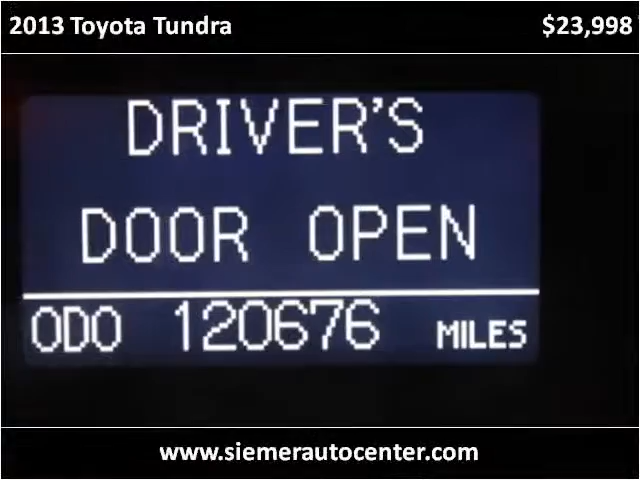 2013 Toyota Tundra $23,998
DRIVER'S
DOOR OPEN
ODO 120676 MILES
www.siemerautocenter.com